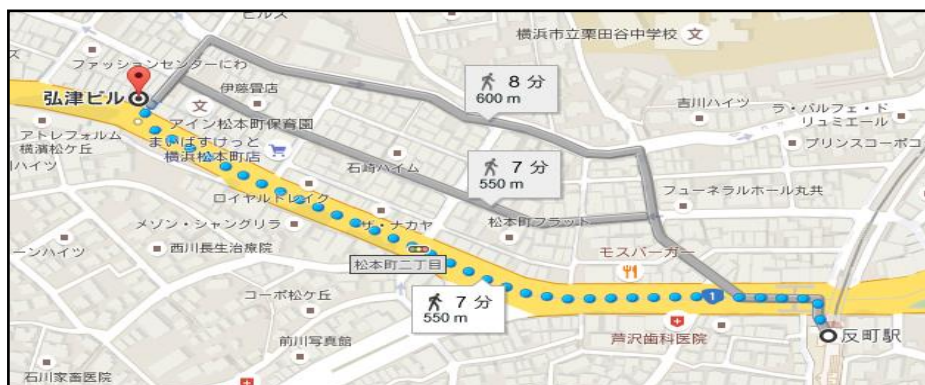 ビルズ
横浜市立栗田谷中学校
文
ファッションセンターにわ
弘津ビル
伊藤畳店
8 分
600 m
吉川ハイツ
ラ・パルフェ・ド・
リュミエール
文
アイン松本町保育園
アトレフォルム
横濱松ケ丘
まいばすけっと
横浜松本町店
プリンスコーポコ
川ハイツ
石崎ハイム
7 分
550 m
フューネラルホール丸共
ロイヤルドレイク
メゾン・シャングリラ
ザ・ナカヤ
松本町フラット
ーンハイツ
西川長生治療院
松本町二丁目
モスバーガー
1
コーポ松ケ丘
7 分
550 m
芦沢歯科医院
反町駅
前川写真館
石川家畜医院